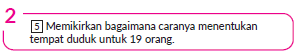 2
5 Memikirkan bagaimana caranya menentukan
tempat duduk untuk 19 orang.